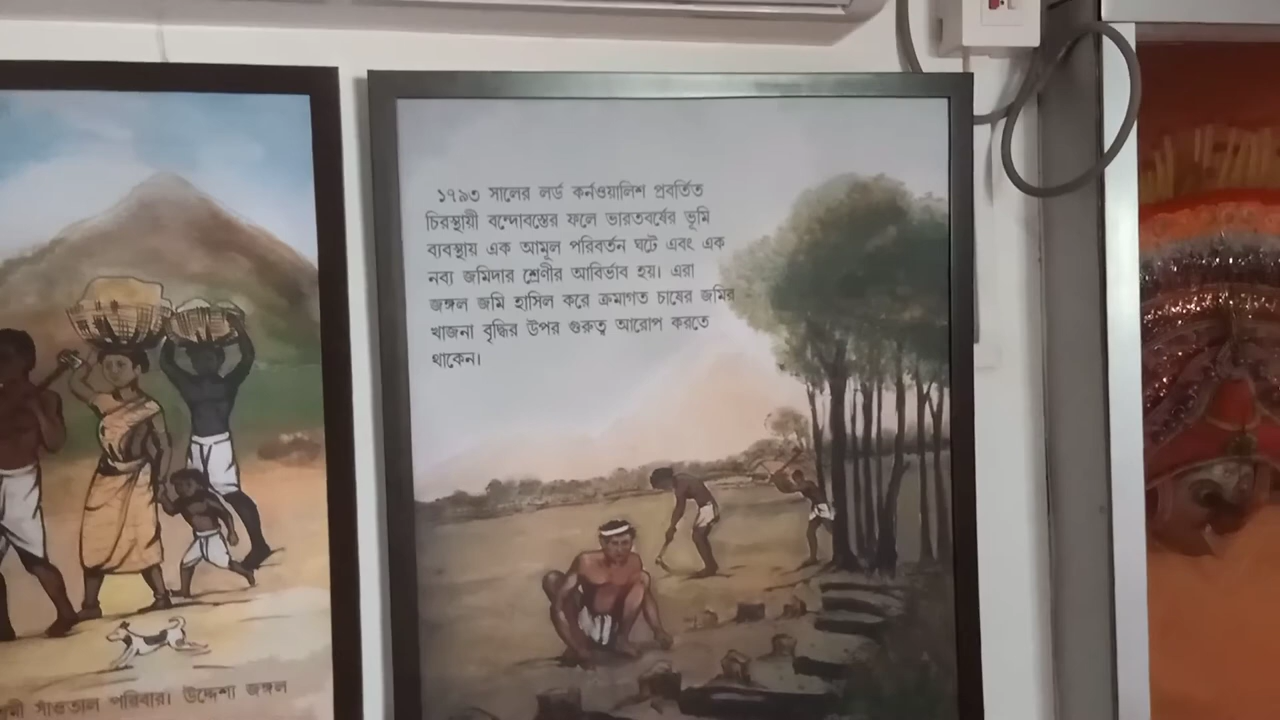 ১৭৯৩ সালের লর্ড কর্নওয়ালিশ প্রবর্তিত
চিরস্থায়ী বন্দোবস্তের ফলে ভারতবর্ষের ভূমি
ব্যবস্থায় এক আমূল পরিবর্তন ঘটে এবং এক
নব্য জমিদার শ্রেণীর আবির্ভাব হয়। এরা
জঙ্গল জমি হাসিল করে ক্রমাগত চাষের জমির
খাজনা বৃদ্ধির উপর গুরুত্ব আরোপ করতে
থাকেন।
সাঁওতাল পরিবার। উদ্দেশ্য জঙ্গল